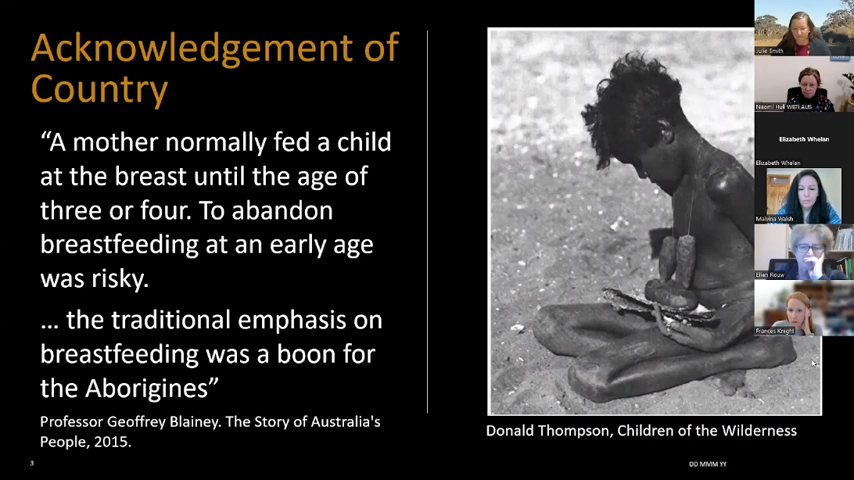 Acknowledgement of
Country
“A mother normally fed a child
at the breast until the age of
three or four. To abandon
breastfeeding at an early age
was risky.
… the traditional emphasis on
breastfeeding was a boon for
the Aborigines”
Professor Geoffrey Blainey. The Story of Australia's
People, 2015.
3
Donald Thompson, Children of the Wilderness
DD MMM YY
Julie Smith
Naomi Hull WBTi AUS
Elizabeth Whelan
Elizabeth Whelan
Malvina Walsh
Ellen Rouw
Frances Knight